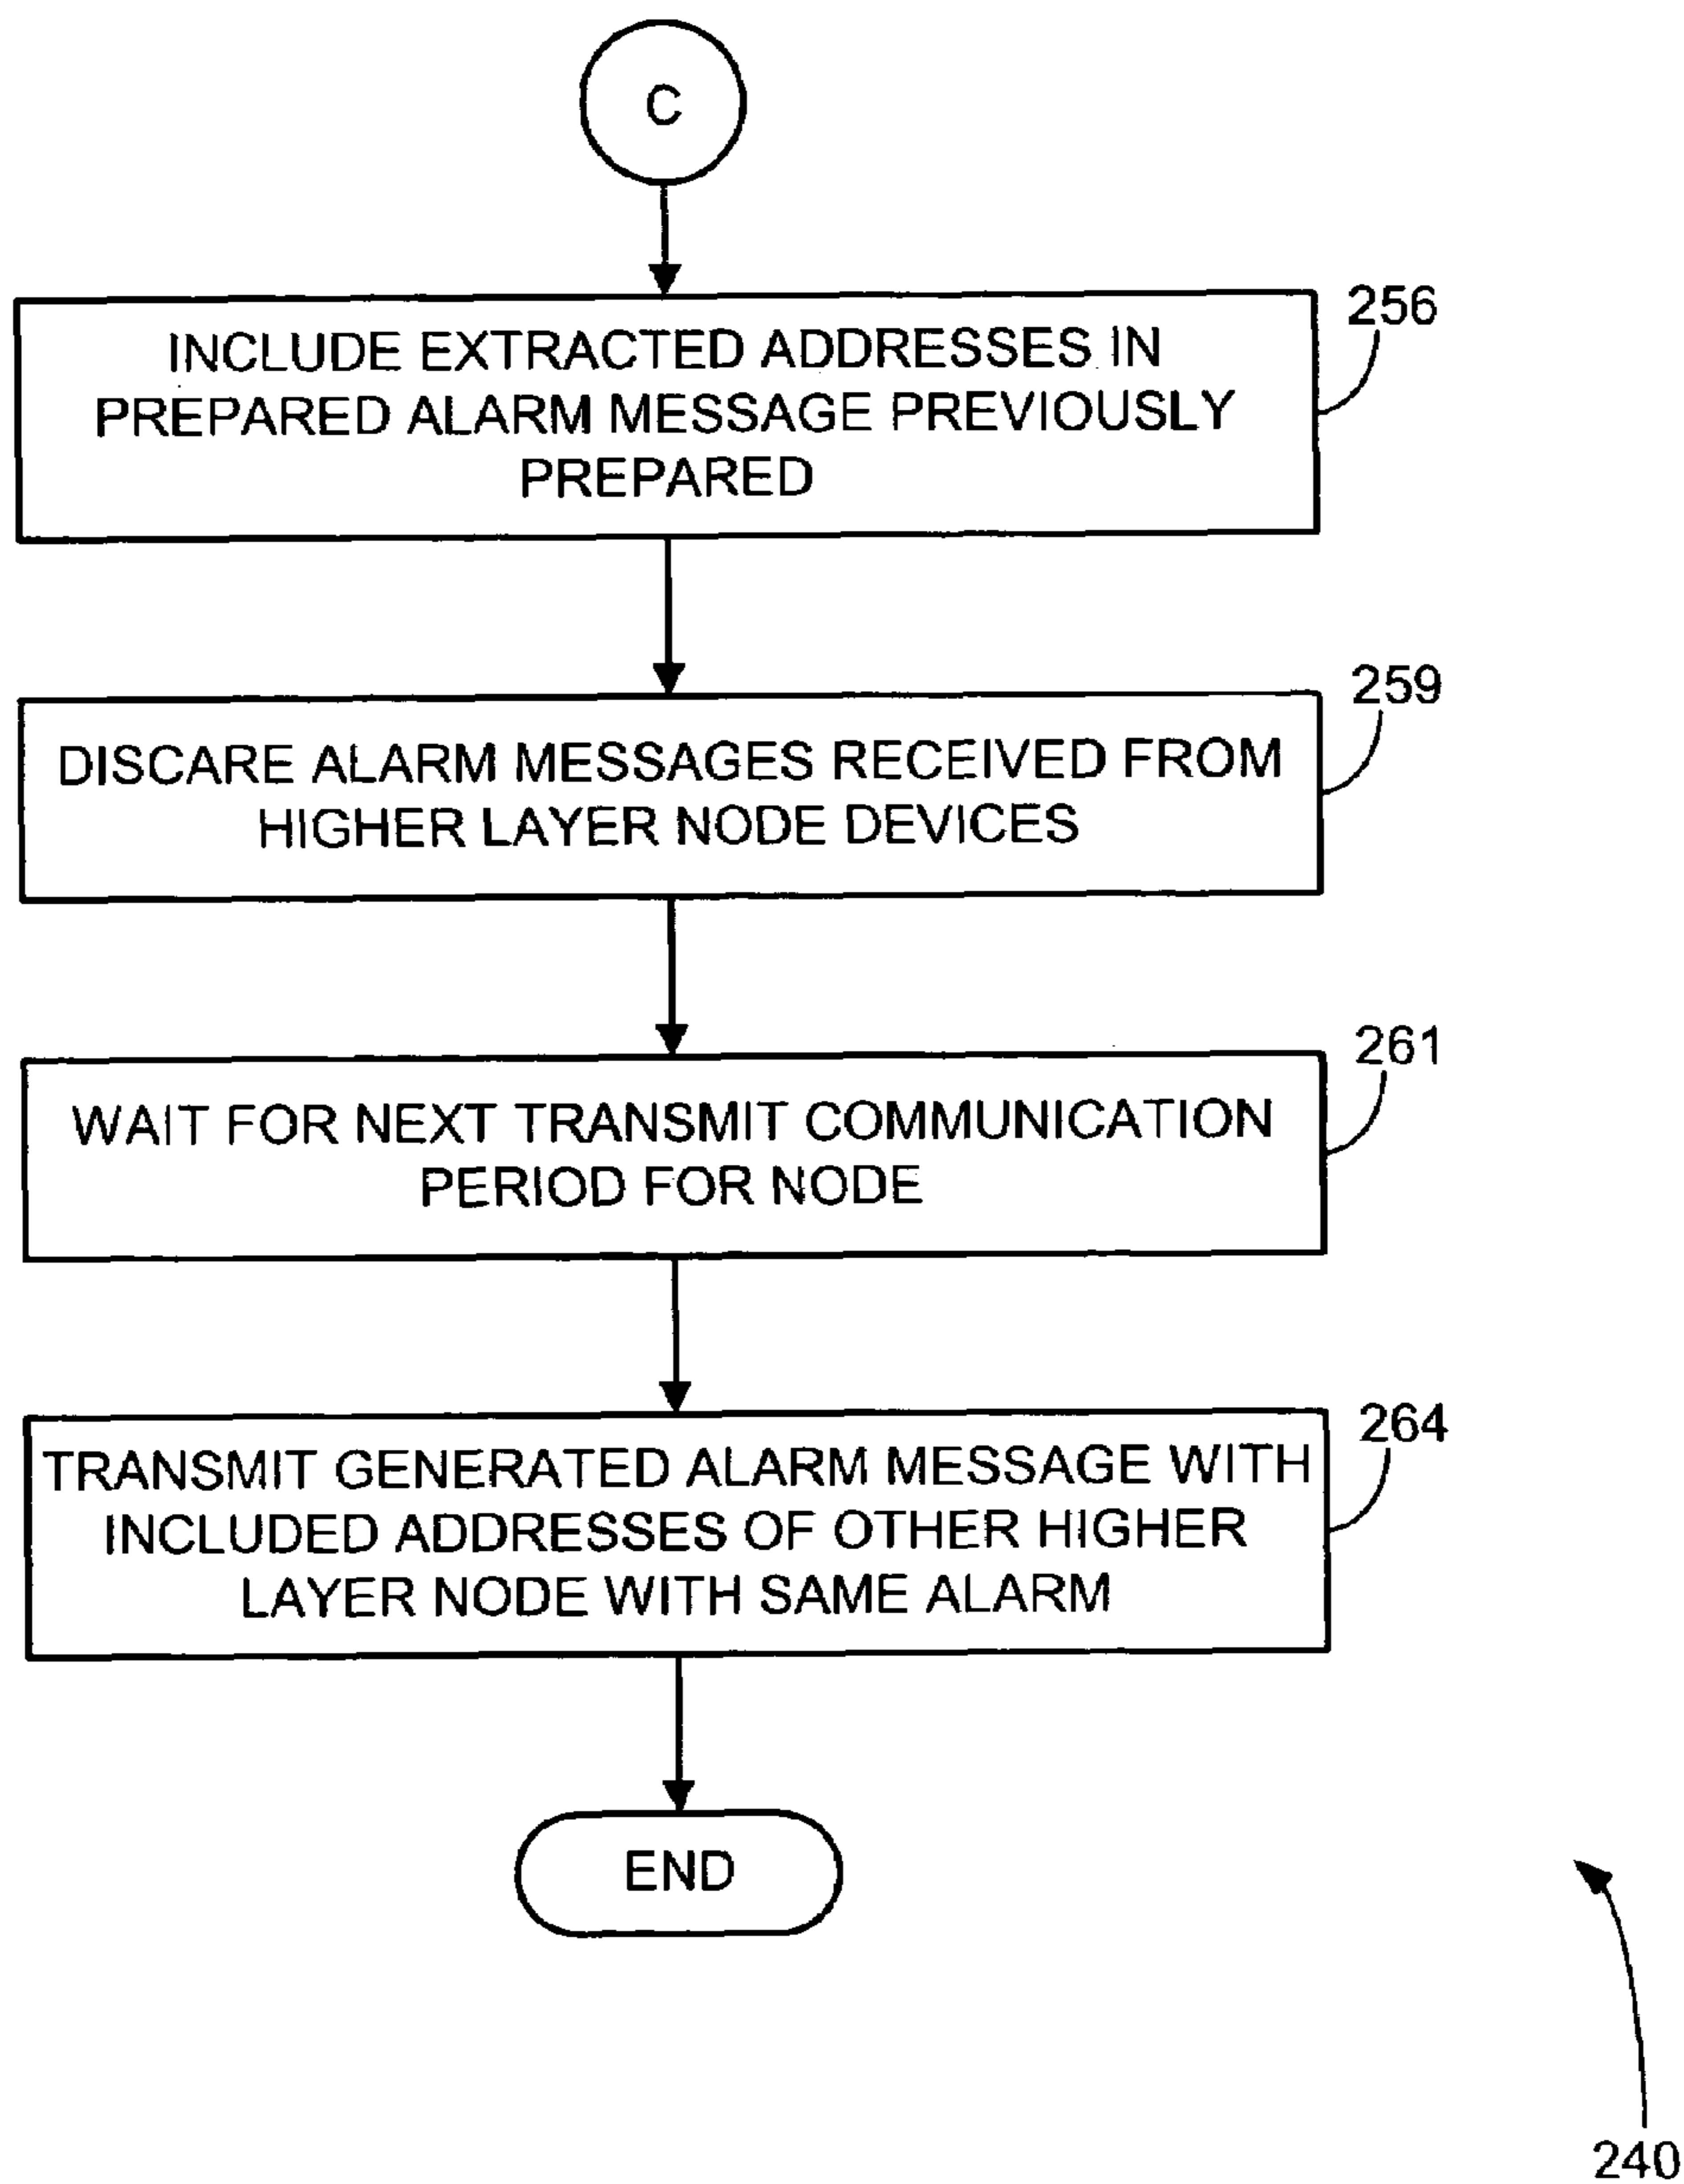 C
256
INCLUDE EXTRACTED ADDRESSES IN
PREPARED ALARM MESSAGE PREVIOUSLY
PREPARED
259
DISCARE ALARM MESSAGES RECEIVED FROM
HIGHER LAYER NODE DEVICES
261
WAIT FOR NEXT TRANSMIT COMMUNICATION
PERIOD FOR NODE
264
TRANSMIT GENERATED ALARM MESSAGE WITH
INCLUDED ADDRESSES OF OTHER HIGHER
LAYER NODE WITH SAME ALARM
END
240